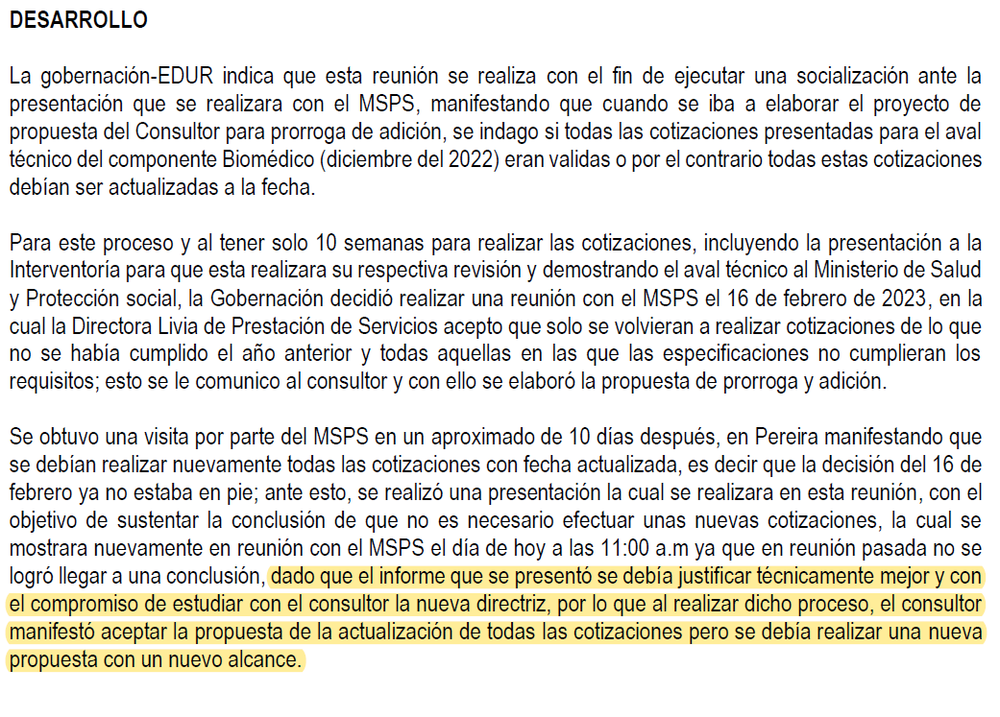 DESARROLLO
La gobernación-EDUR indica que esta reunión se realiza con el fin de ejecutar una socialización ante la
presentación que se realizara con el MSPS, manifestando que cuando se iba a elaborar el proyecto de
propuesta del Consultor para prorroga de adición, se indago si todas las cotizaciones presentadas para el aval
técnico del componente Biomédico (diciembre del 2022) eran validas o por el contrario todas estas cotizaciones
debían ser actualizadas a la fecha.
Para este proceso y al tener solo 10 semanas para realizar las cotizaciones, incluyendo la presentación a la
Interventoría para que esta realizara su respectiva revisión y demostrando el aval técnico al Ministerio de Salud
y Protección social, la Gobernación decidió realizar una reunión con el MSPS el 16 de febrero de 2023, en la
cual la Directora Livia de Prestación de Servicios acepto que solo se volvieran a realizar cotizaciones de lo que
no se había cumplido el año anterior y todas aquellas en las que las especificaciones no cumplieran los
requisitos; esto se le comunico al consultor y con ello se elaboró la propuesta de prorroga y adición.
Se obtuvo una visita por parte del MSPS en un aproximado de 10 días después, en Pereira manifestando que
se debían realizar nuevamente todas las cotizaciones con fecha actualizada, es decir que la decisión del 16 de
febrero ya no estaba en pie; ante esto, se realizó una presentación la cual se realizara en esta reunión, con el
objetivo de sustentar la conclusión de que no es necesario efectuar unas nuevas cotizaciones, la cual se
mostrara nuevamente en reunión con el MSPS el día de hoy a las 11:00 a.m ya que en reunión pasada no se
logró llegar a una conclusión, dado que el informe que se presentó se debía justificar técnicamente mejor y con
el compromiso de estudiar con el consultor la nueva directriz, por lo que al realizar dicho proceso, el consultor
manifestó aceptar la propuesta de la actualización de todas las cotizaciones pero se debía realizar una nueva
propuesta con un nuevo alcance.